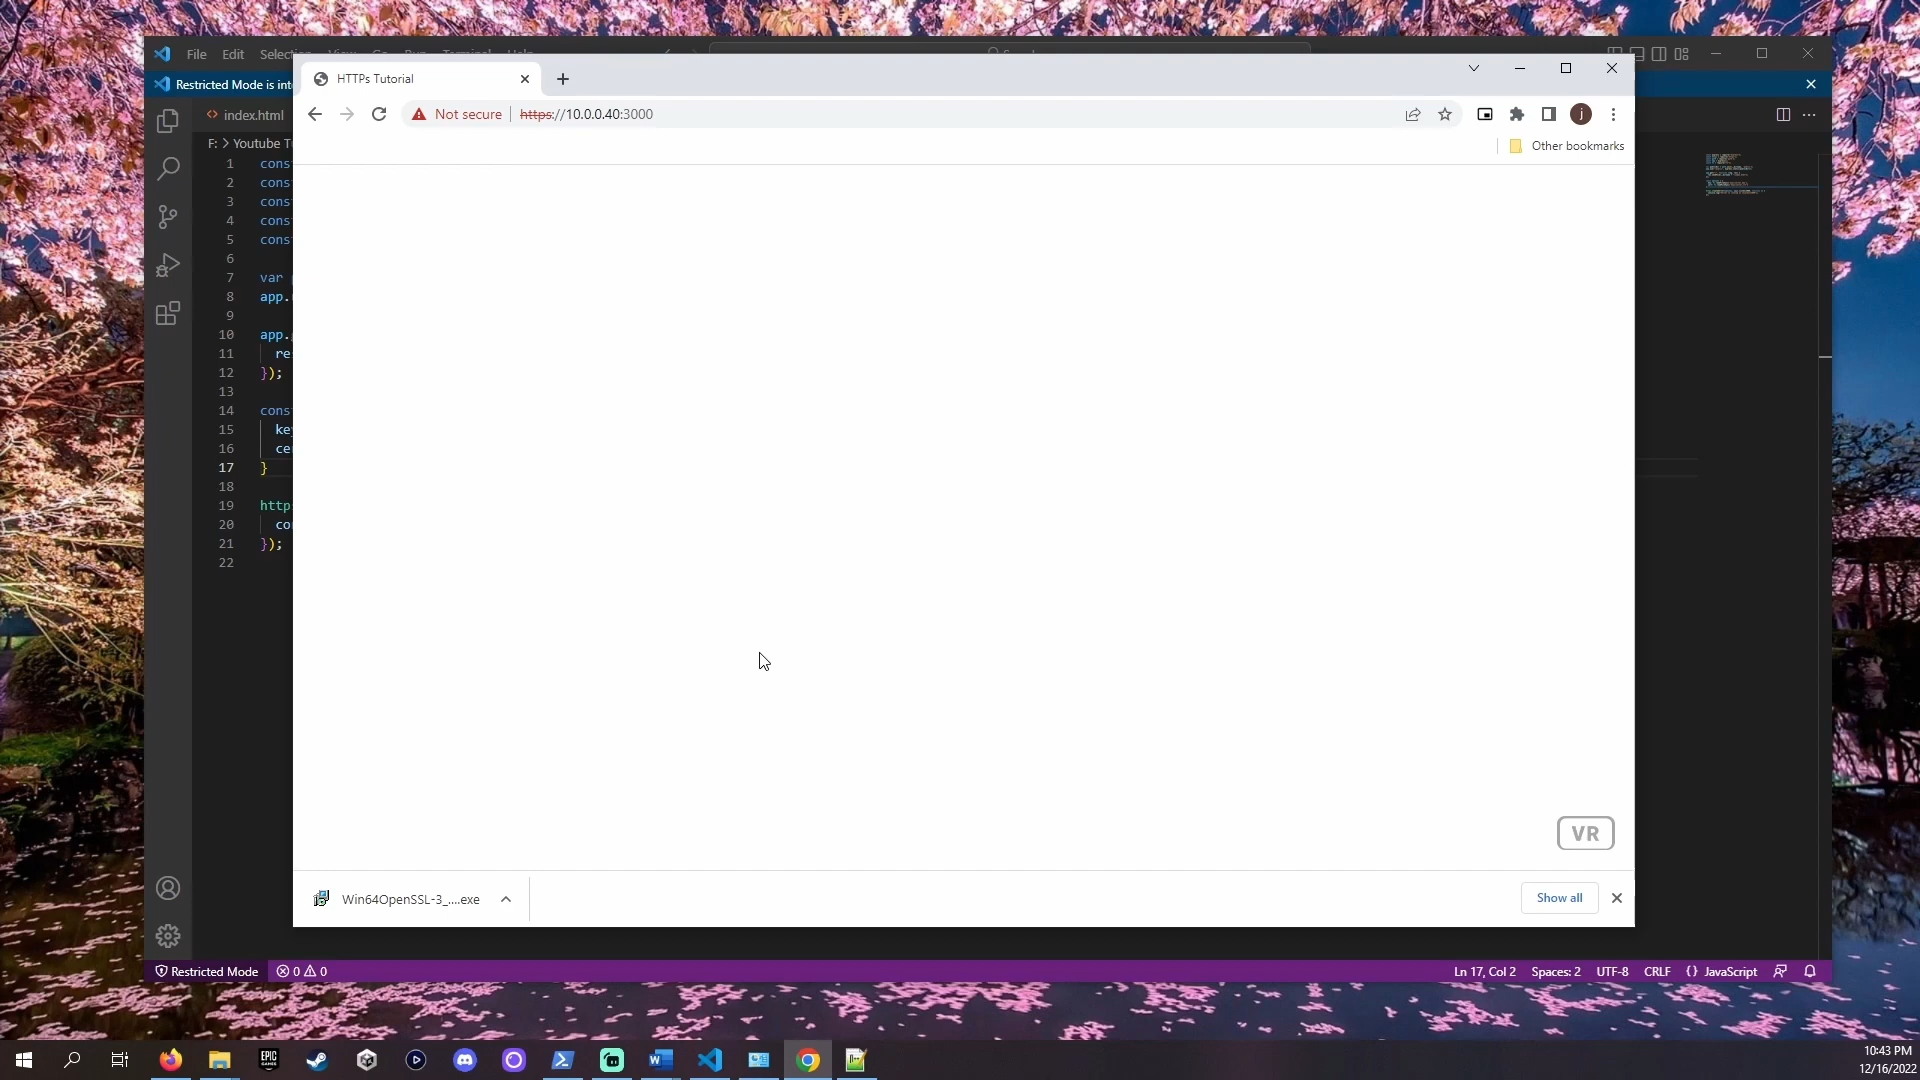 File Edit
HTTPs Tutorial
Restricted Mode is int
Not secure https://10.0.0.40:3000
index.html
Other bookmarks
F: > Youtube T
1 cons
2 cons
3 cons
4 cons
5 cons
6
7 var
8 app.
9
10 app.
11 re
12 });
13
14 cons
15 key
16 ce
17 }
18
19 http
20 co
21 });
22
VR
Win64OpenSSL-3_....exe
Show all
Restricted Mode 0 0 Ln 17, Col 2 Spaces: 2 UTF-8 CRLF {} JavaScript
EPIC GAMES
10:43 PM
12/16/2022